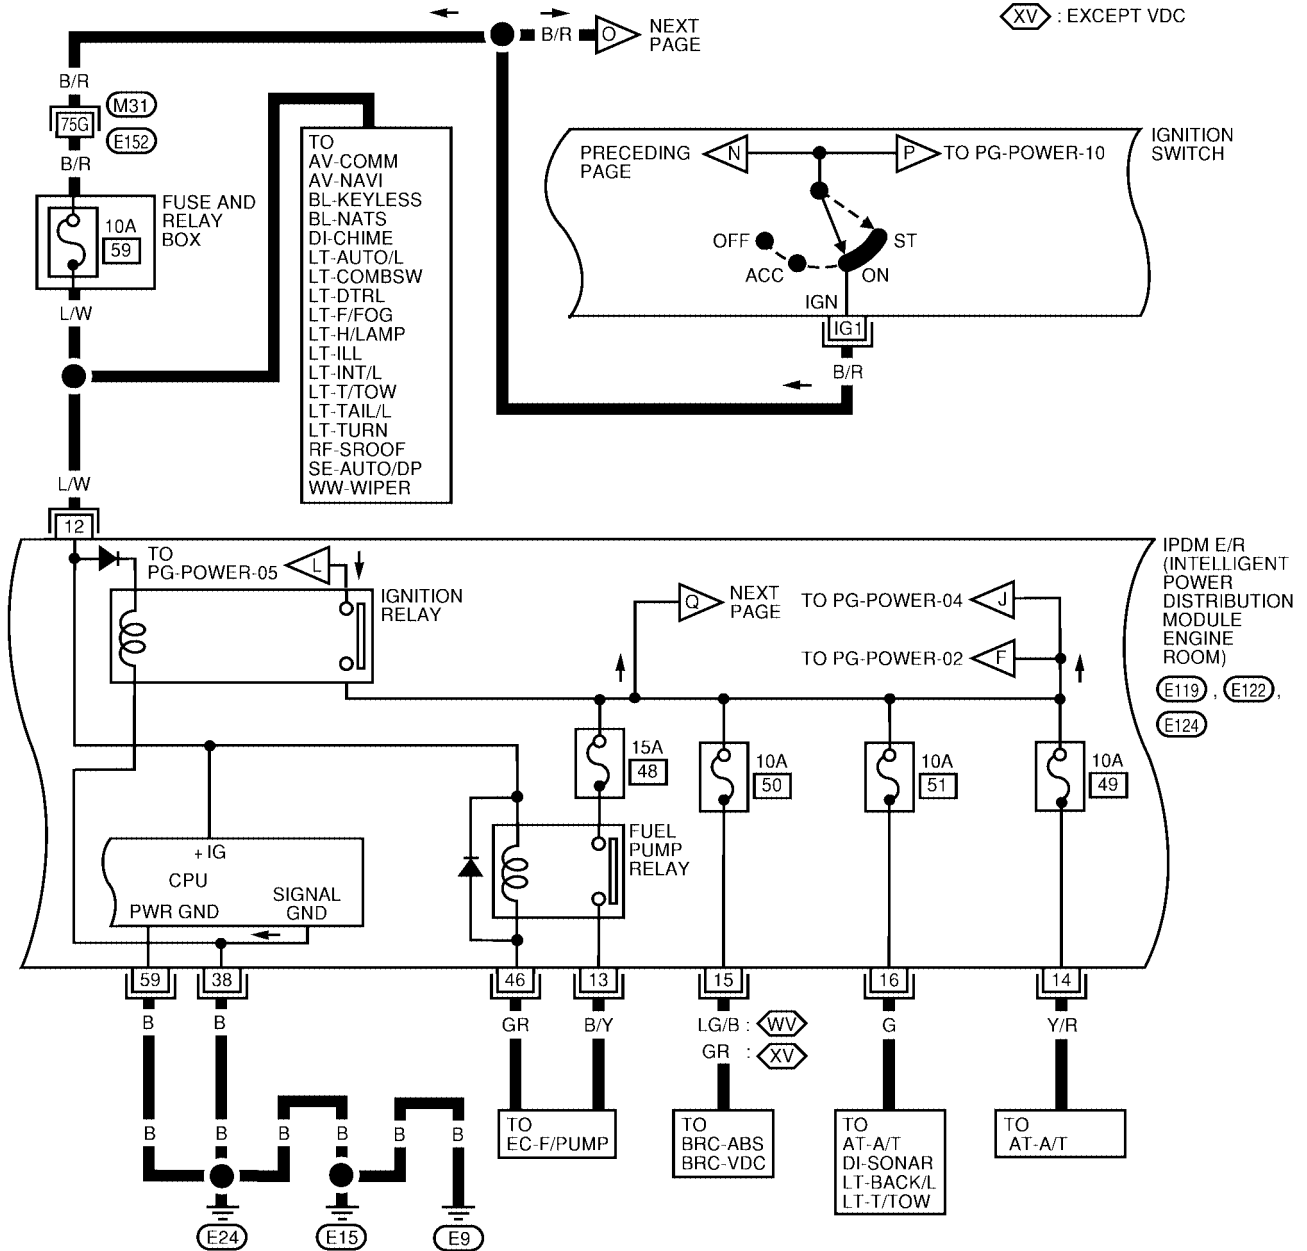 XV : EXCEPT VDC
B/R
O
NEXT
PAGE
B/R
75G
M31
E152
B/R
FUSE AND
RELAY
BOX
10A
59
L/W
L/W
12
TO
AV-COMM
AV-NAVI
BL-KEYLESS
BL-NATS
DI-CHIME
LT-AUTO/L
LT-COMBSW
LT-DTRL
LT-F/FOG
LT-H/LAMP
LT-ILL
LT-INT/L
LT-T/TOW
LT-TAIL/L
LT-TURN
RF-SROOF
SE-AUTO/DP
WW-WIPER
IGNITION
SWITCH
PRECEDING
PAGE
N
P
TO PG-POWER-10
OFF
ACC
ON
ST
IGN
IG1
B/R
TO
PG-POWER-05
L
IGNITION
RELAY
Q
NEXT
PAGE
TO PG-POWER-04
J
TO PG-POWER-02
F
IPDM E/R
(INTELLIGENT
POWER
DISTRIBUTION
MODULE
ENGINE
ROOM)
E119 , E122 ,
E124
15A
48
10A
50
10A
51
10A
49
FUEL
PUMP
RELAY
+ IG
CPU
PWR GND
SIGNAL
GND
59
38
46
13
15
16
14
B
B
GR
B/Y
LG/B : WV
GR : XV
G
Y/R
B
B
B
B
B
B
TO
EC-F/PUMP
TO
BRC-ABS
BRC-VDC
TO
AT-A/T
DI-SONAR
LT-BACK/L
LT-T/TOW
TO
AT-A/T
E24
E15
E9